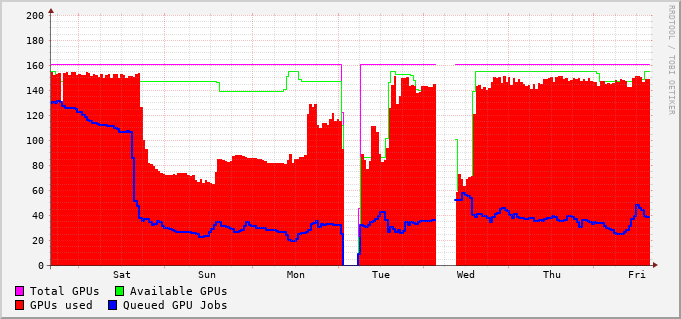 200
180
160
140
120
100
80
60
40
20
0
Sat Sun Mon Tue Wed Thu Fri
Total GPUs Available GPUs
GPUs used Queued GPU Jobs
RRDTOOL / TOBI OETIKER